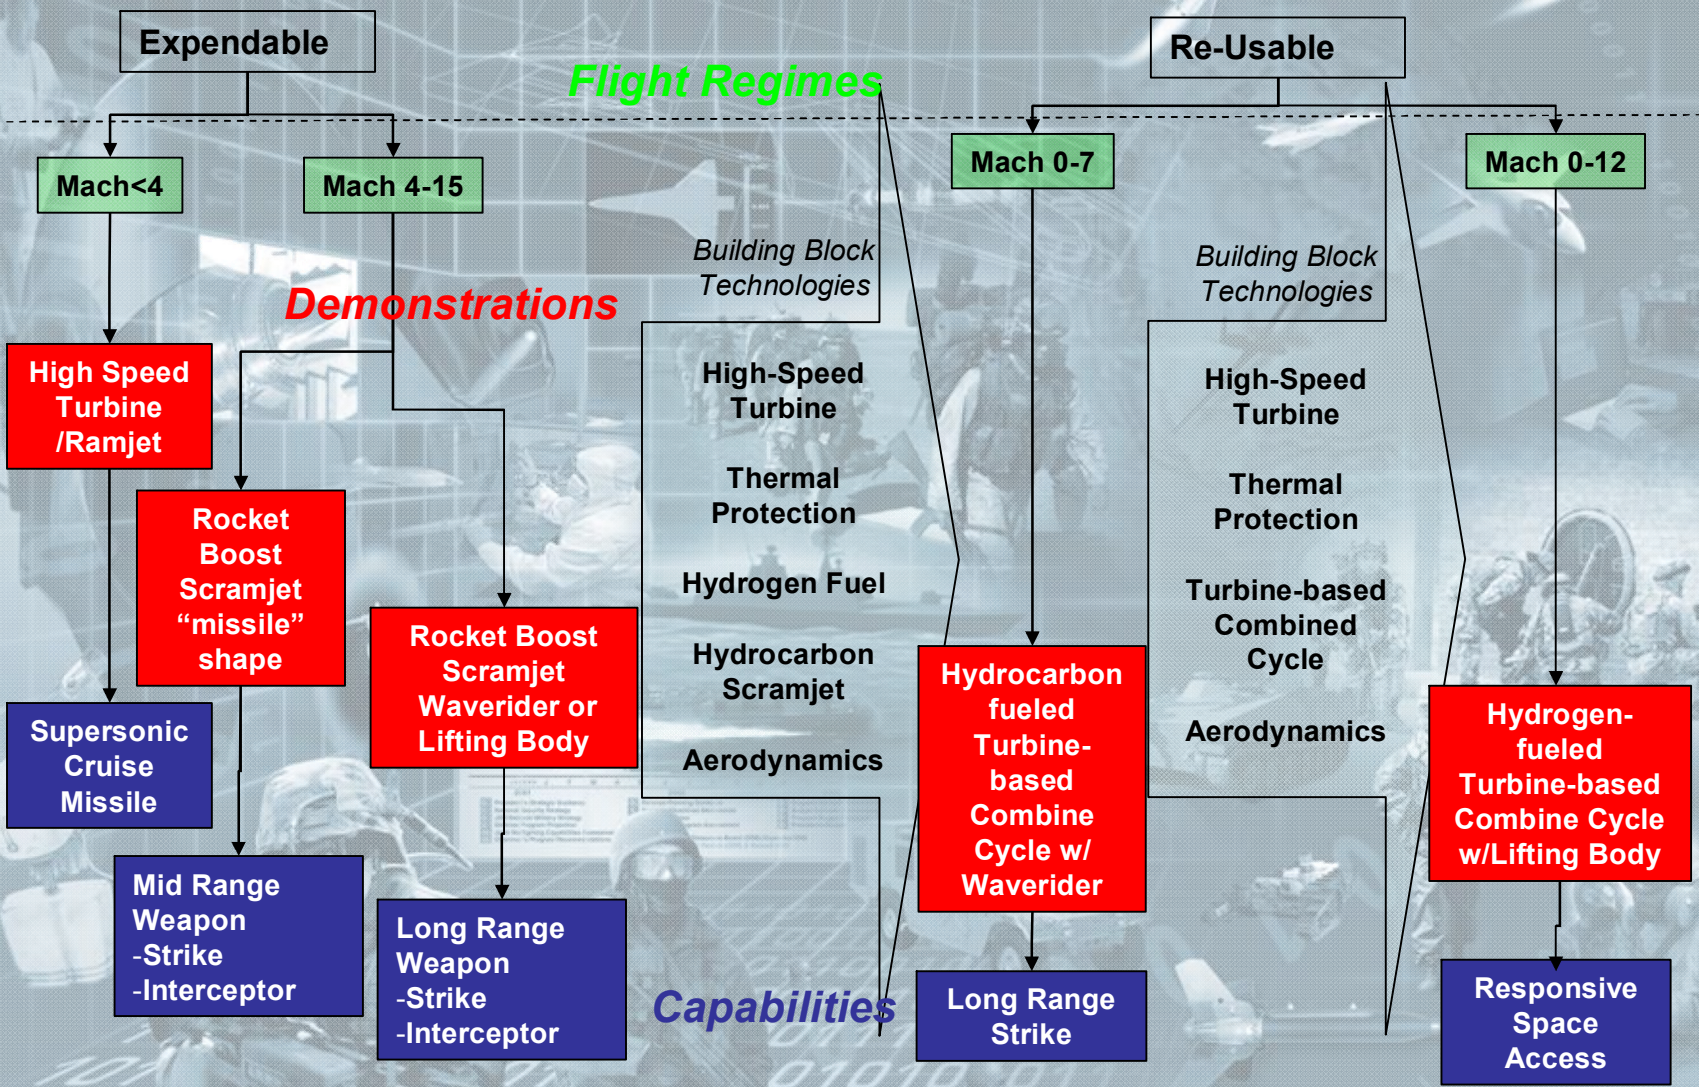 Expendable
Re-Usable
Flight Regimes
Mach<4
Mach 4-15
Mach 0-7
Mach 0-12
Building Block
Technologies
Building Block
Technologies
Demonstrations
High Speed
Turbine
/Ramjet
Rocket
Boost
Scramjet
“missile”
shape
Rocket Boost
Scramjet
Waverider or
Lifting Body
High-Speed
Turbine
Thermal
Protection
Hydrogen Fuel
Hydrocarbon
Scramjet
Aerodynamics
Hydrocarbon
fueled
Turbine-
based
Combine
Cycle w/
Waverider
High-Speed
Turbine
Thermal
Protection
Turbine-based
Combined
Cycle
Aerodynamics
Hydrogen-
fueled
Turbine-based
Combine Cycle
w/Lifting Body
Supersonic
Cruise
Missile
Mid Range
Weapon
-Strike
-Interceptor
Long Range
Weapon
-Strike
-Interceptor
Capabilities
Long Range
Strike
Responsive
Space
Access